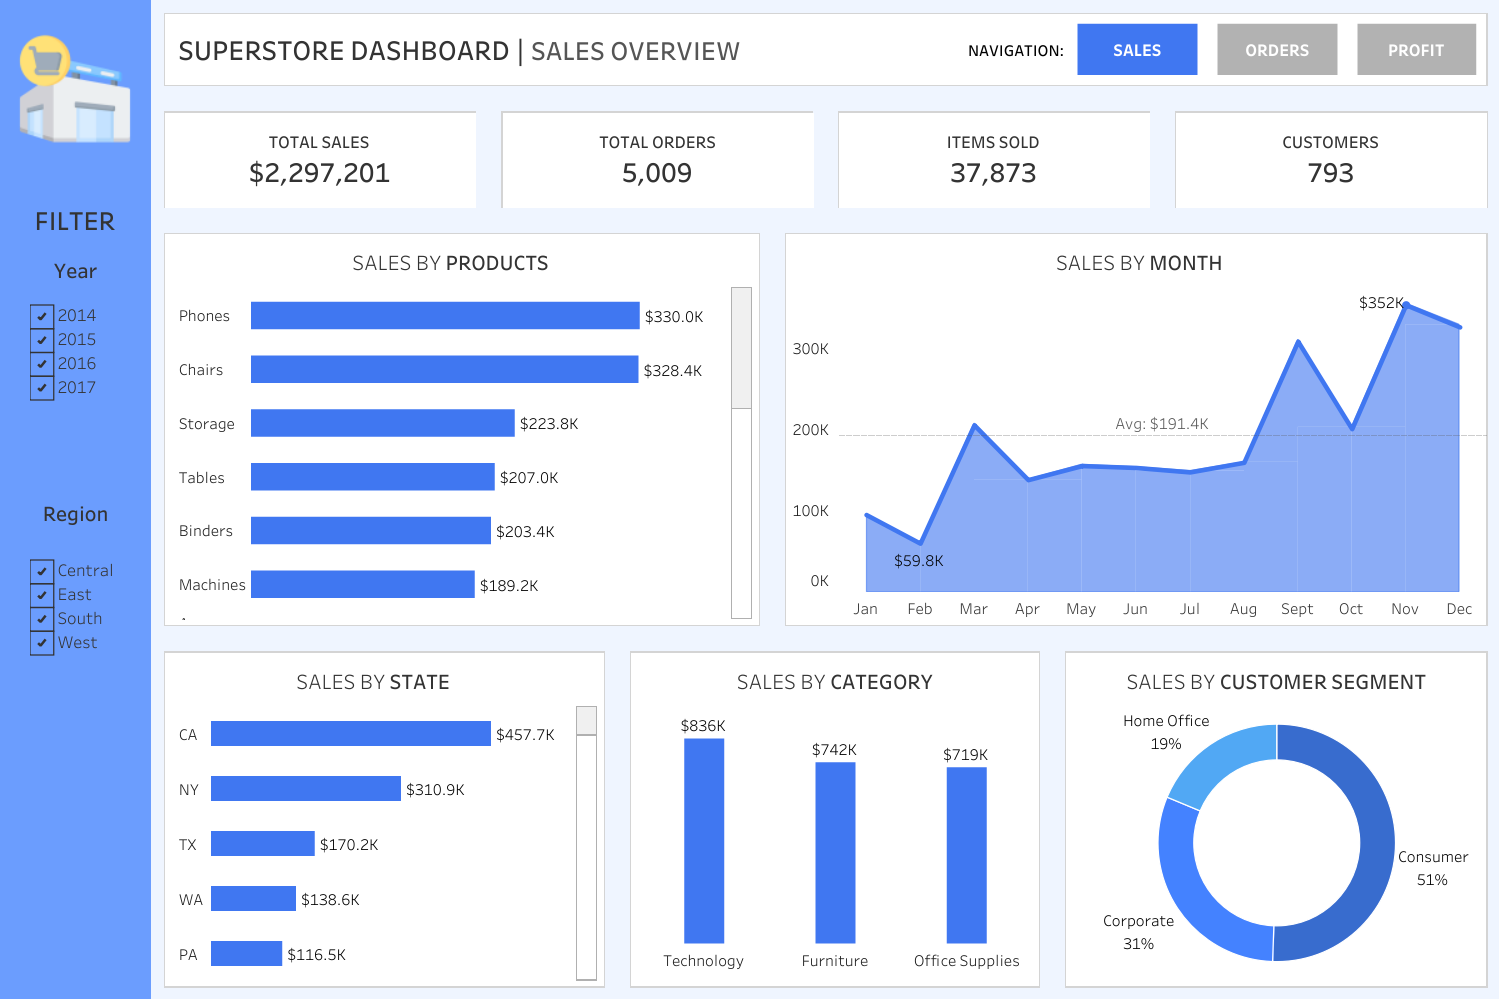 SUPERSTORE DASHBOARD | SALES OVERVIEW
NAVIGATION:
SALES
ORDERS
PROFIT
FILTER
Year
2014
2015
2016
2017
Region
Central
East
South
West
TOTAL SALES
$2,297,201
TOTAL ORDERS
5,009
ITEMS SOLD
37,873
CUSTOMERS
793
SALES BY PRODUCTS
Phones $330.0K
Chairs $328.4K
Storage $223.8K
Tables $207.0K
Binders $203.4K
Machines $189.2K
SALES BY MONTH
$352K
300K
Avg: $191.4K
200K
100K
$59.8K
0K
Jan Feb Mar Apr May Jun Jul Aug Sept Oct Nov Dec
SALES BY STATE
CA $457.7K
NY $310.9K
TX $170.2K
WA $138.6K
PA $116.5K
SALES BY CATEGORY
$836K
$742K
$719K
Technology Furniture Office Supplies
SALES BY CUSTOMER SEGMENT
Home Office
19%
Consumer
51%
Corporate
31%